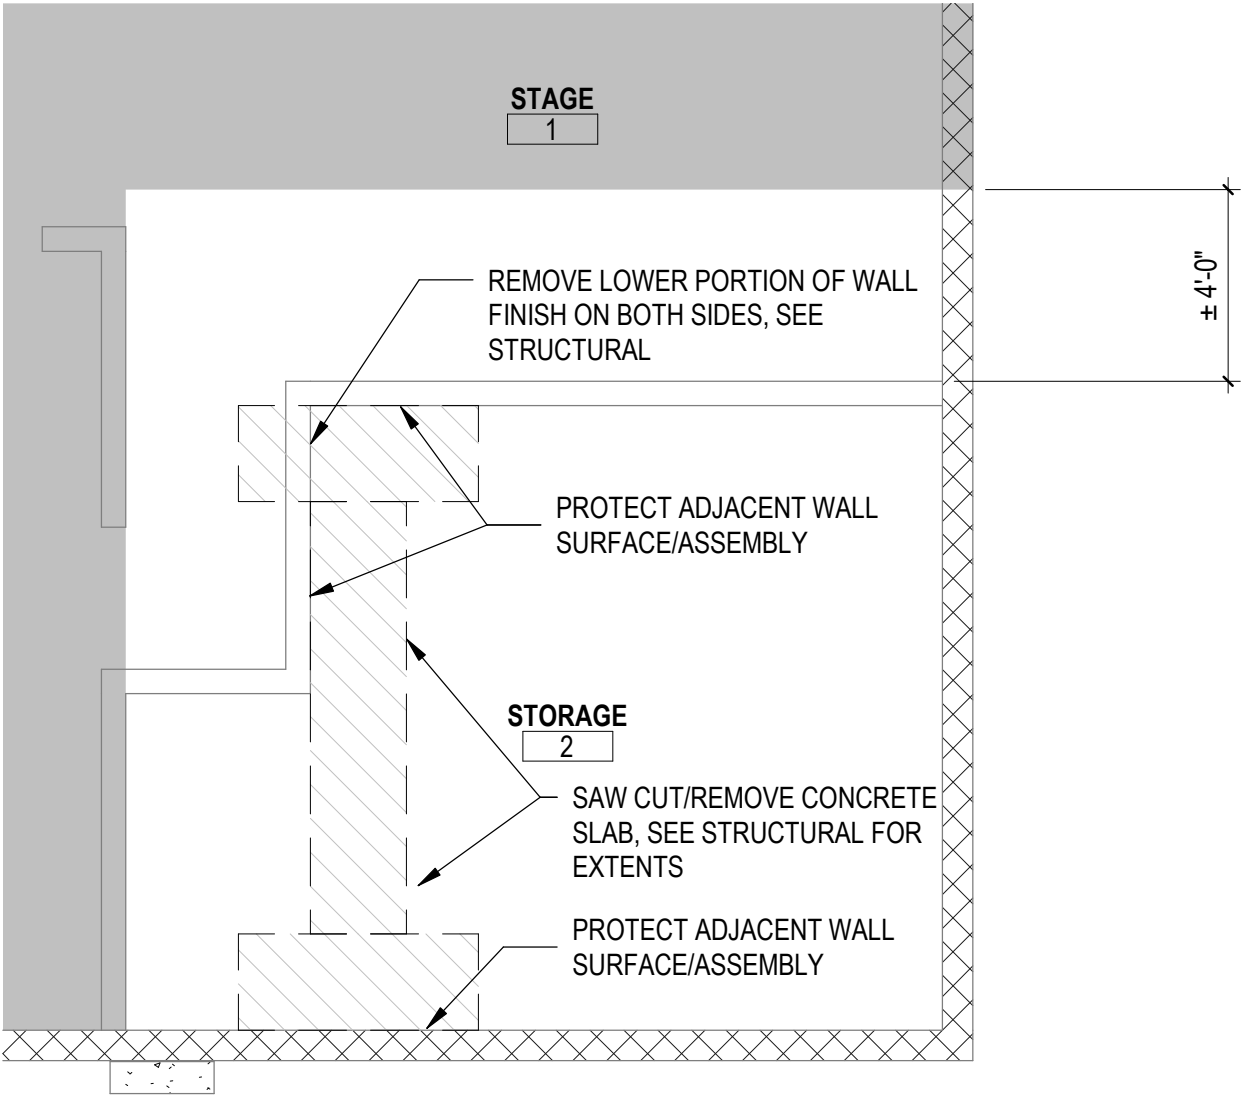 STAGE
1
± 4'-0"
REMOVE LOWER PORTION OF WALL
FINISH ON BOTH SIDES, SEE
STRUCTURAL
PROTECT ADJACENT WALL
SURFACE/ASSEMBLY
STORAGE
2
SAW CUT/REMOVE CONCRETE
SLAB, SEE STRUCTURAL FOR
EXTENTS
PROTECT ADJACENT WALL
SURFACE/ASSEMBLY